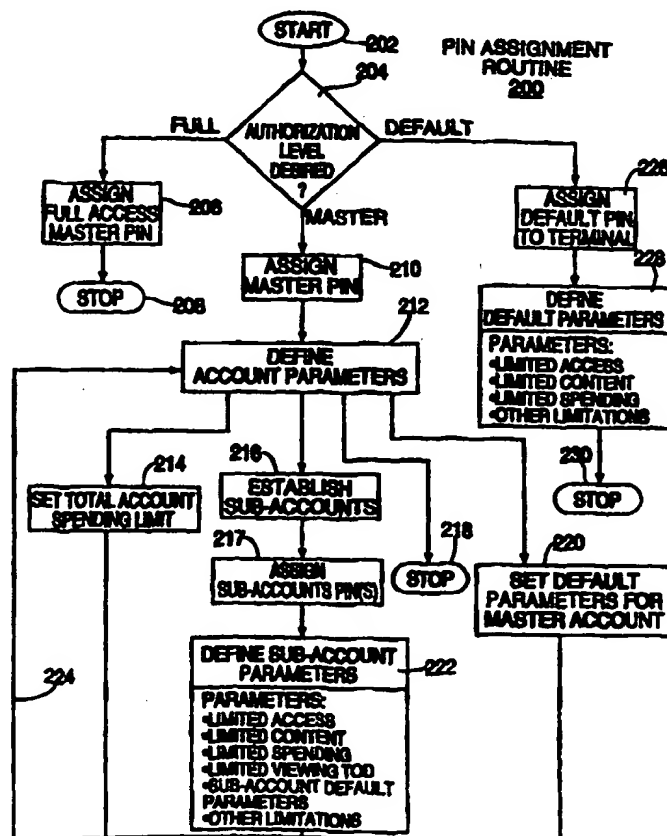 START
202
PIN ASSIGNMENT
ROUTINE
200
204
FULL
AUTHORIZATION
LEVEL
DESIRED
?
DEFAULT
MASTER
ASSIGN
FULL ACCESS
MASTER PIN
206
STOP
208
ASSIGN
MASTER PIN
210
226
ASSIGN
DEFAULT PIN
TO TERMINAL
228
DEFINE
DEFAULT PARAMETERS
PARAMETERS:
•LIMITED ACCESS
•LIMITED CONTENT
•LIMITED SPENDING
•OTHER LIMITATIONS
230
STOP
212
DEFINE
ACCOUNT PARAMETERS
214
SET TOTAL ACCOUNT
SPENDING LIMIT
216
ESTABLISH
SUB-ACCOUNTS
217
ASSIGN
SUB-ACCOUNTS PIN(S)
218
STOP
220
SET DEFAULT
PARAMETERS FOR
MASTER ACCOUNT
DEFINE SUB-ACCOUNT
PARAMETERS
222
PARAMETERS:
•LIMITED ACCESS
•LIMITED CONTENT
•LIMITED SPENDING
•LIMITED VIEWING TOD
•SUB-ACCOUNT DEFAULT
PARAMETERS
•OTHER LIMITATIONS
224